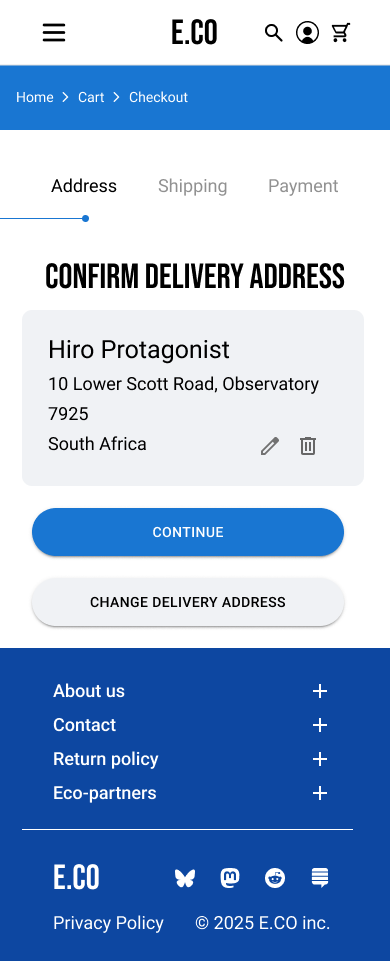 E.CO
Home > Cart > Checkout
Address Shipping Payment
CONFIRM DELIVERY ADDRESS
Hiro Protagonist
10 Lower Scott Road, Observatory
7925
South Africa
CONTINUE
CHANGE DELIVERY ADDRESS
About us
Contact
Return policy
Eco-partners
E.CO
Privacy Policy © 2025 E.CO inc.